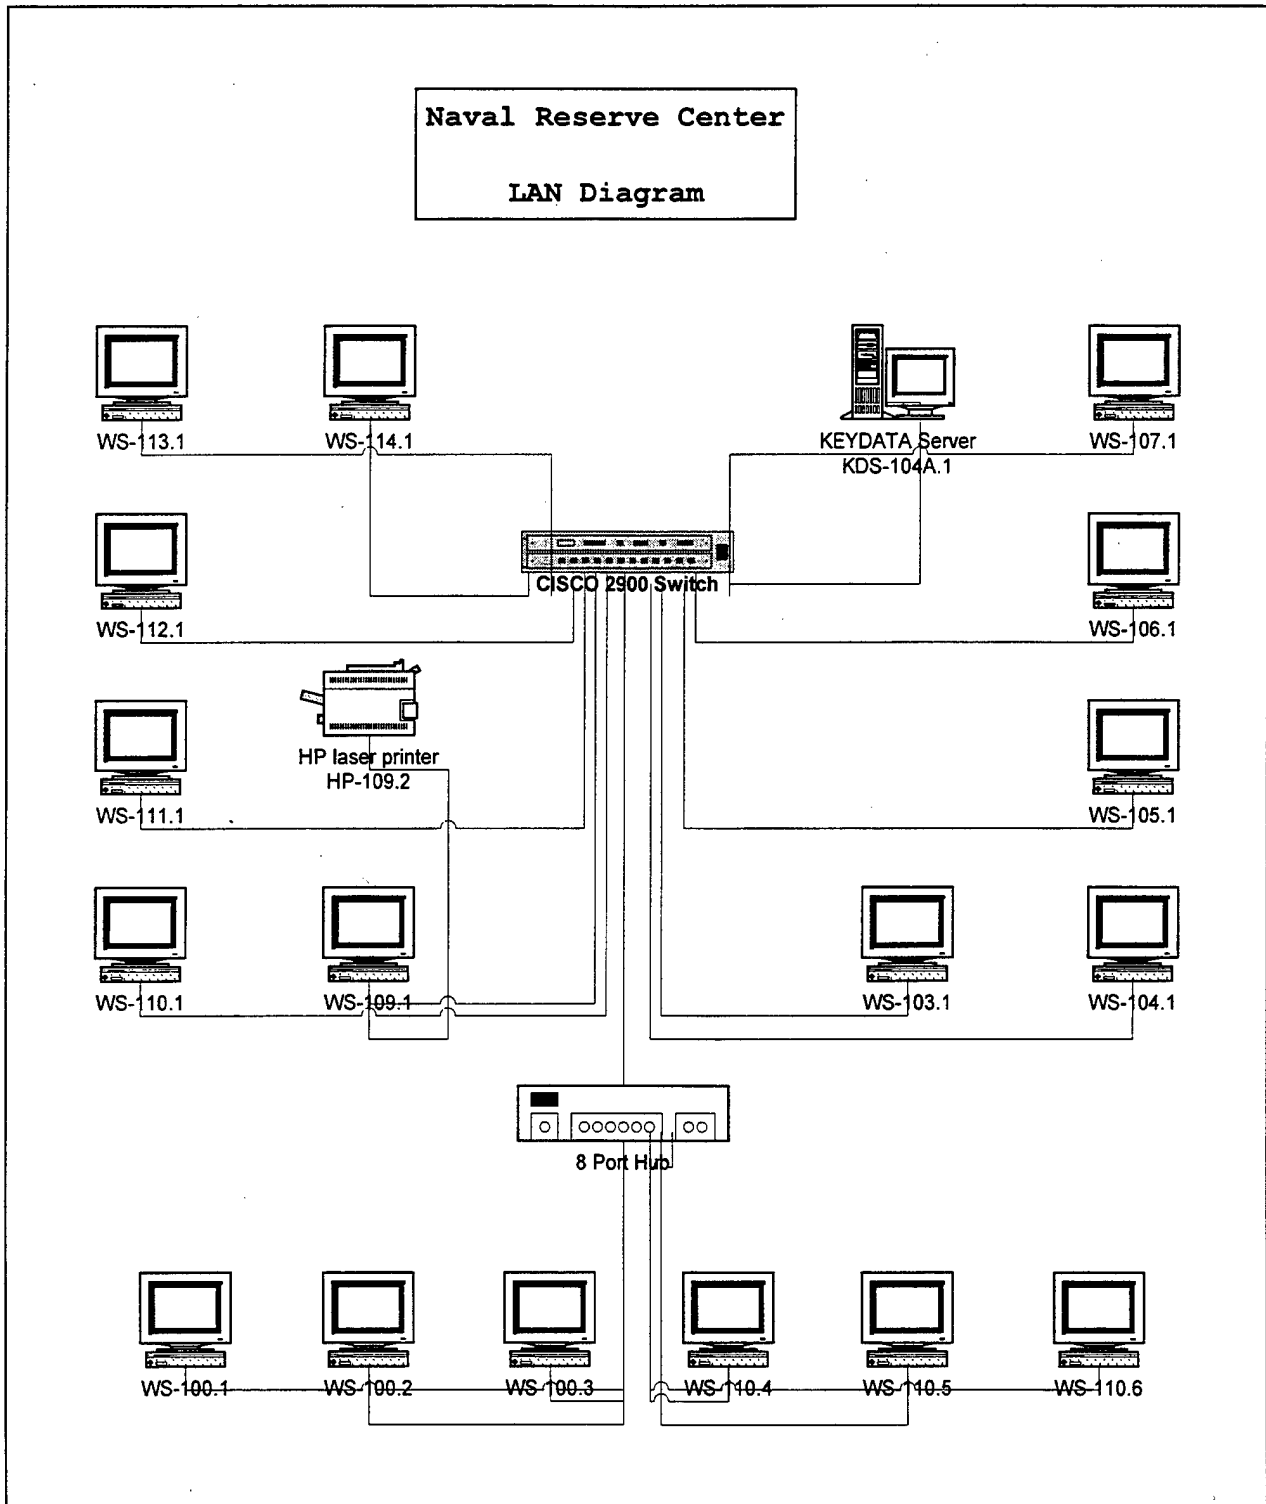 Naval Reserve Center
LAN Diagram
WS-113.1
WS-114.1
KEYDATA Server
KDS-104A.1
WS-107.1
CISCO 2900 Switch
WS-112.1
WS-106.1
HP laser printer
HP-109.2
WS-111.1
WS-105.1
WS-110.1
WS-109.1
WS-103.1
WS-104.1
8 Port Hub
WS-100.1
WS-100.2
WS-100.3
WS-110.4
WS-110.5
WS-110.6